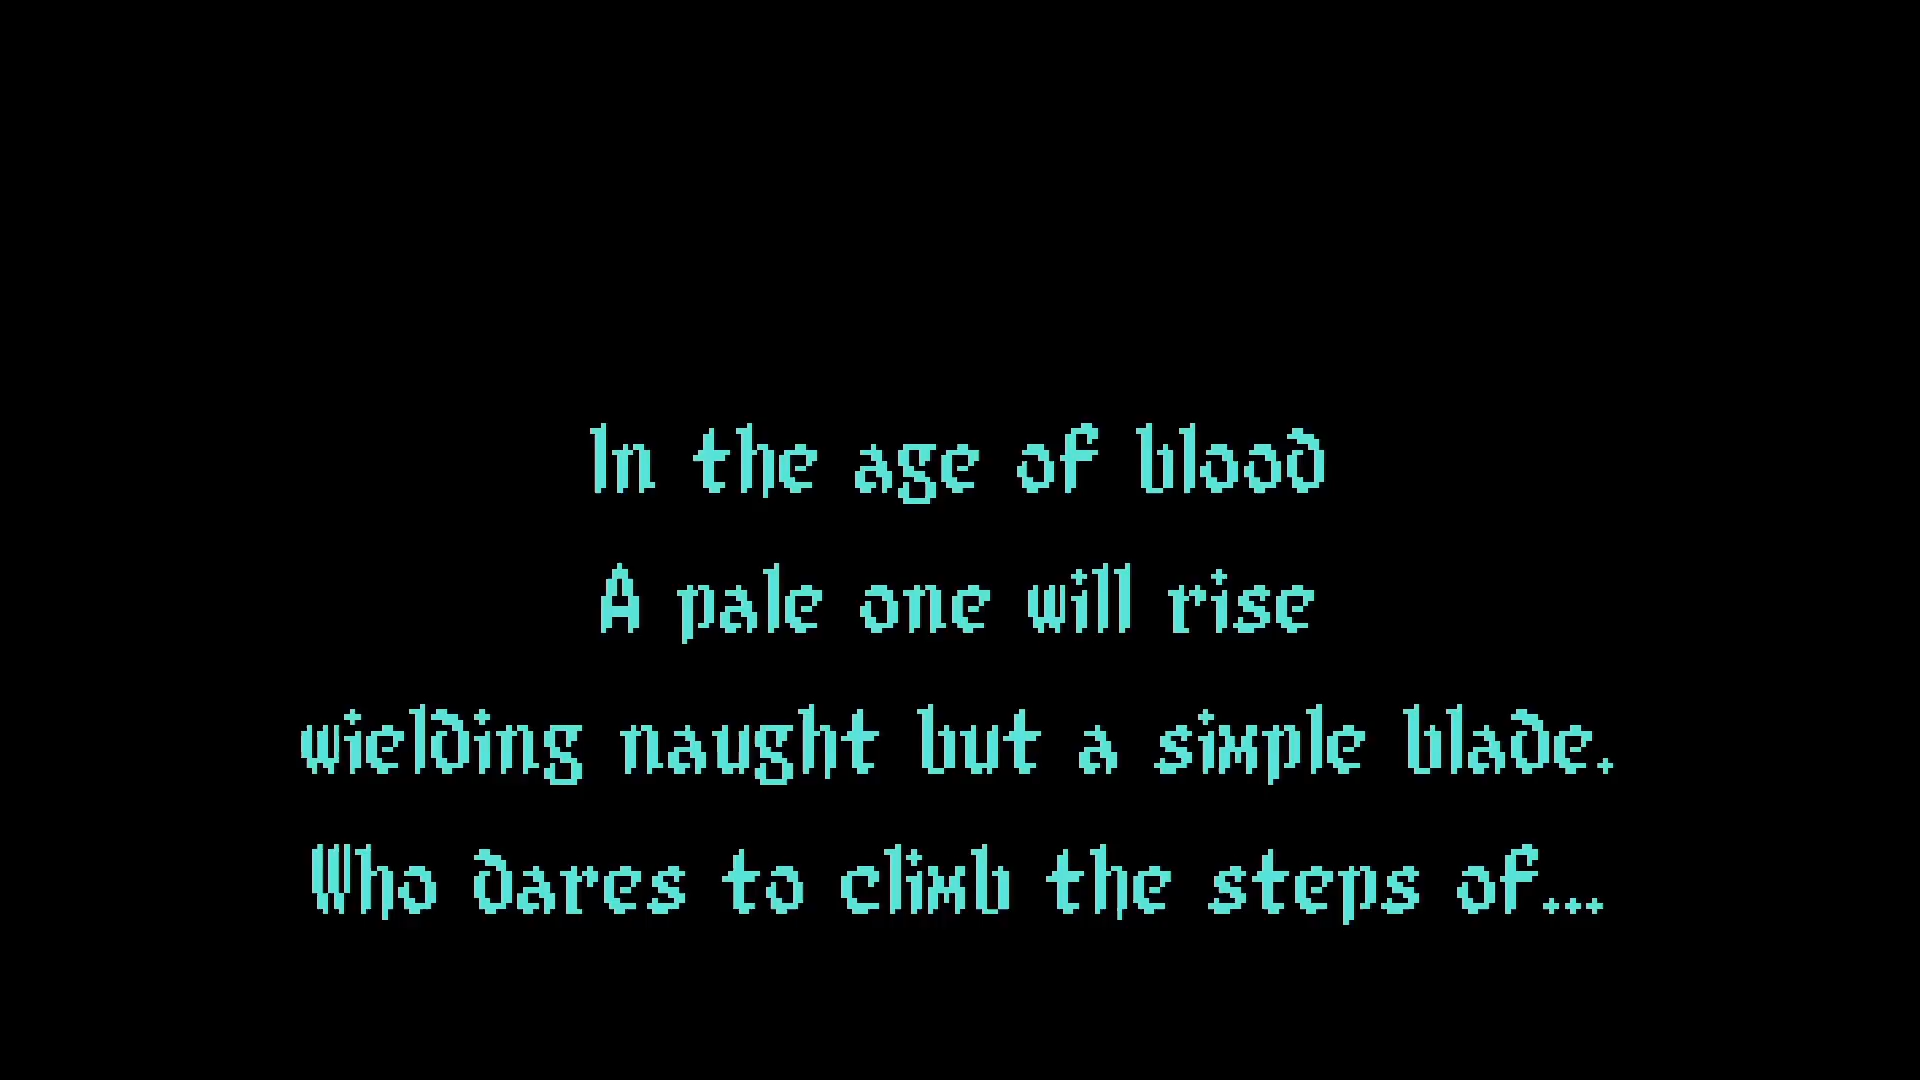 In the age of blood
A pale one will rise
wielding naught but a simple blade.
Who dares to climb the steps of...